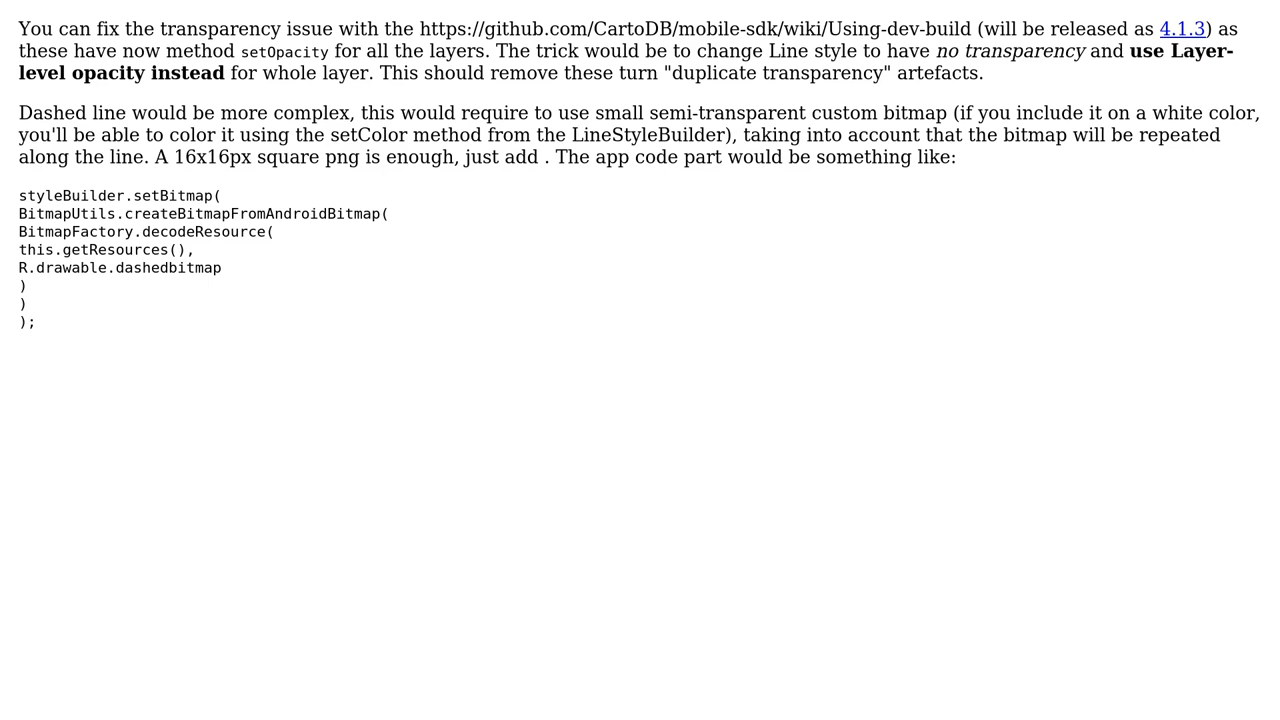 You can fix the transparency issue with the https://github.com/CartoDB/mobile-sdk/wiki/Using-dev-build (will be released as 4.1.3) as
these have now method setOpacity for all the layers. The trick would be to change Line style to have no transparency and use Layer-
level opacity instead for whole layer. This should remove these turn "duplicate transparency" artefacts.
Dashed line would be more complex, this would require to use small semi-transparent custom bitmap (if you include it on a white color,
you'll be able to color it using the setColor method from the LineStyleBuilder), taking into account that the bitmap will be repeated
along the line. A 16x16px square png is enough, just add . The app code part would be something like:
styleBuilder.setBitmap(
BitmapUtils.createBitmapFromAndroidBitmap(
BitmapFactory.decodeResource(
this.getResources(),
R.drawable.dashedbitmap
)
)
);